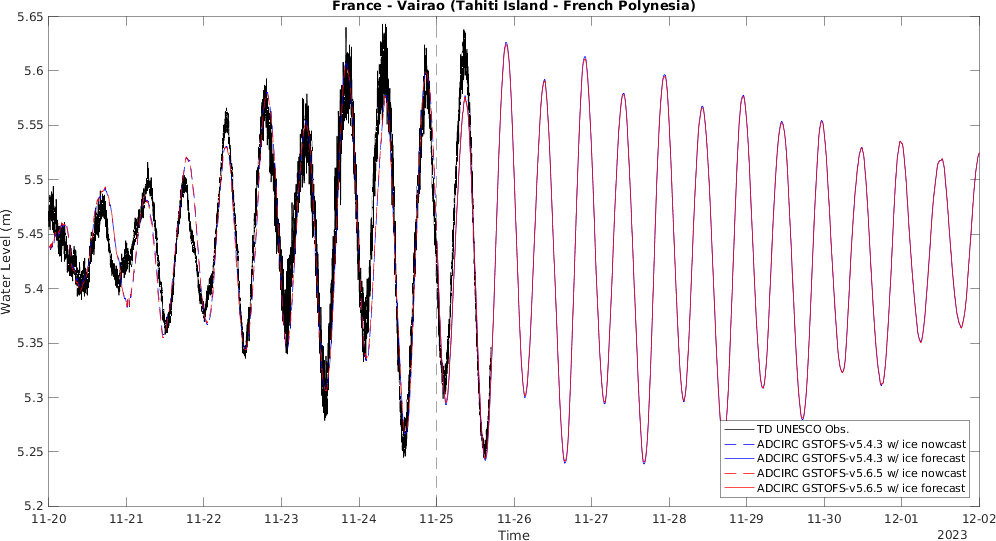 France - Vairao (Tahiti Island - French Polynesia)
5.65
5.6
5.55
5.5
5.45
5.4
5.35
5.3
5.25
5.2
Water Level (m)
TD UNESCO Obs.
ADCIRC GSTOFS-v5.4.3 w/ ice nowcast
ADCIRC GSTOFS-v5.4.3 w/ ice forecast
ADCIRC GSTOFS-v5.6.5 w/ ice nowcast
ADCIRC GSTOFS-v5.6.5 w/ ice forecast
11-20 11-21 11-22 11-23 11-24 11-25 11-26 11-27 11-28 11-29 11-30 12-01 12-02
Time 2023